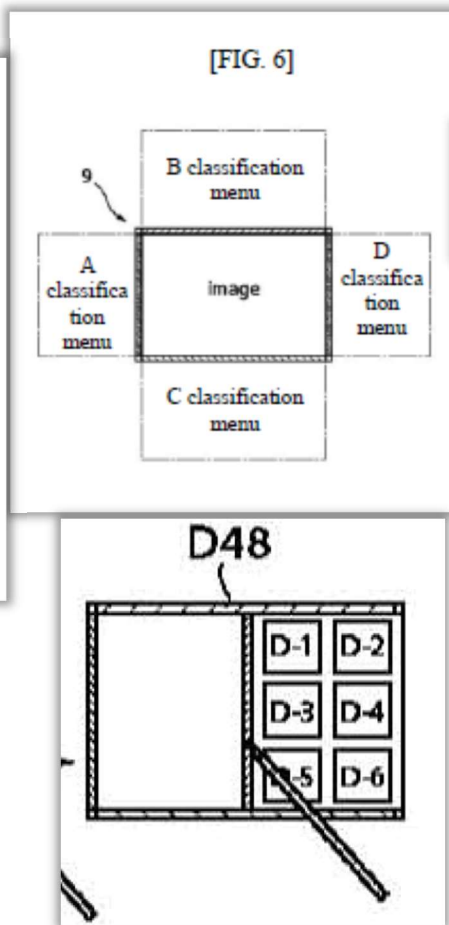 [FIG. 6]
B classification
menu
9
A
classifica
tion
menu
image
D
classifica
tion
menu
C classification
menu
D48
D-1 D-2
D-3 D-4
D-5 D-6